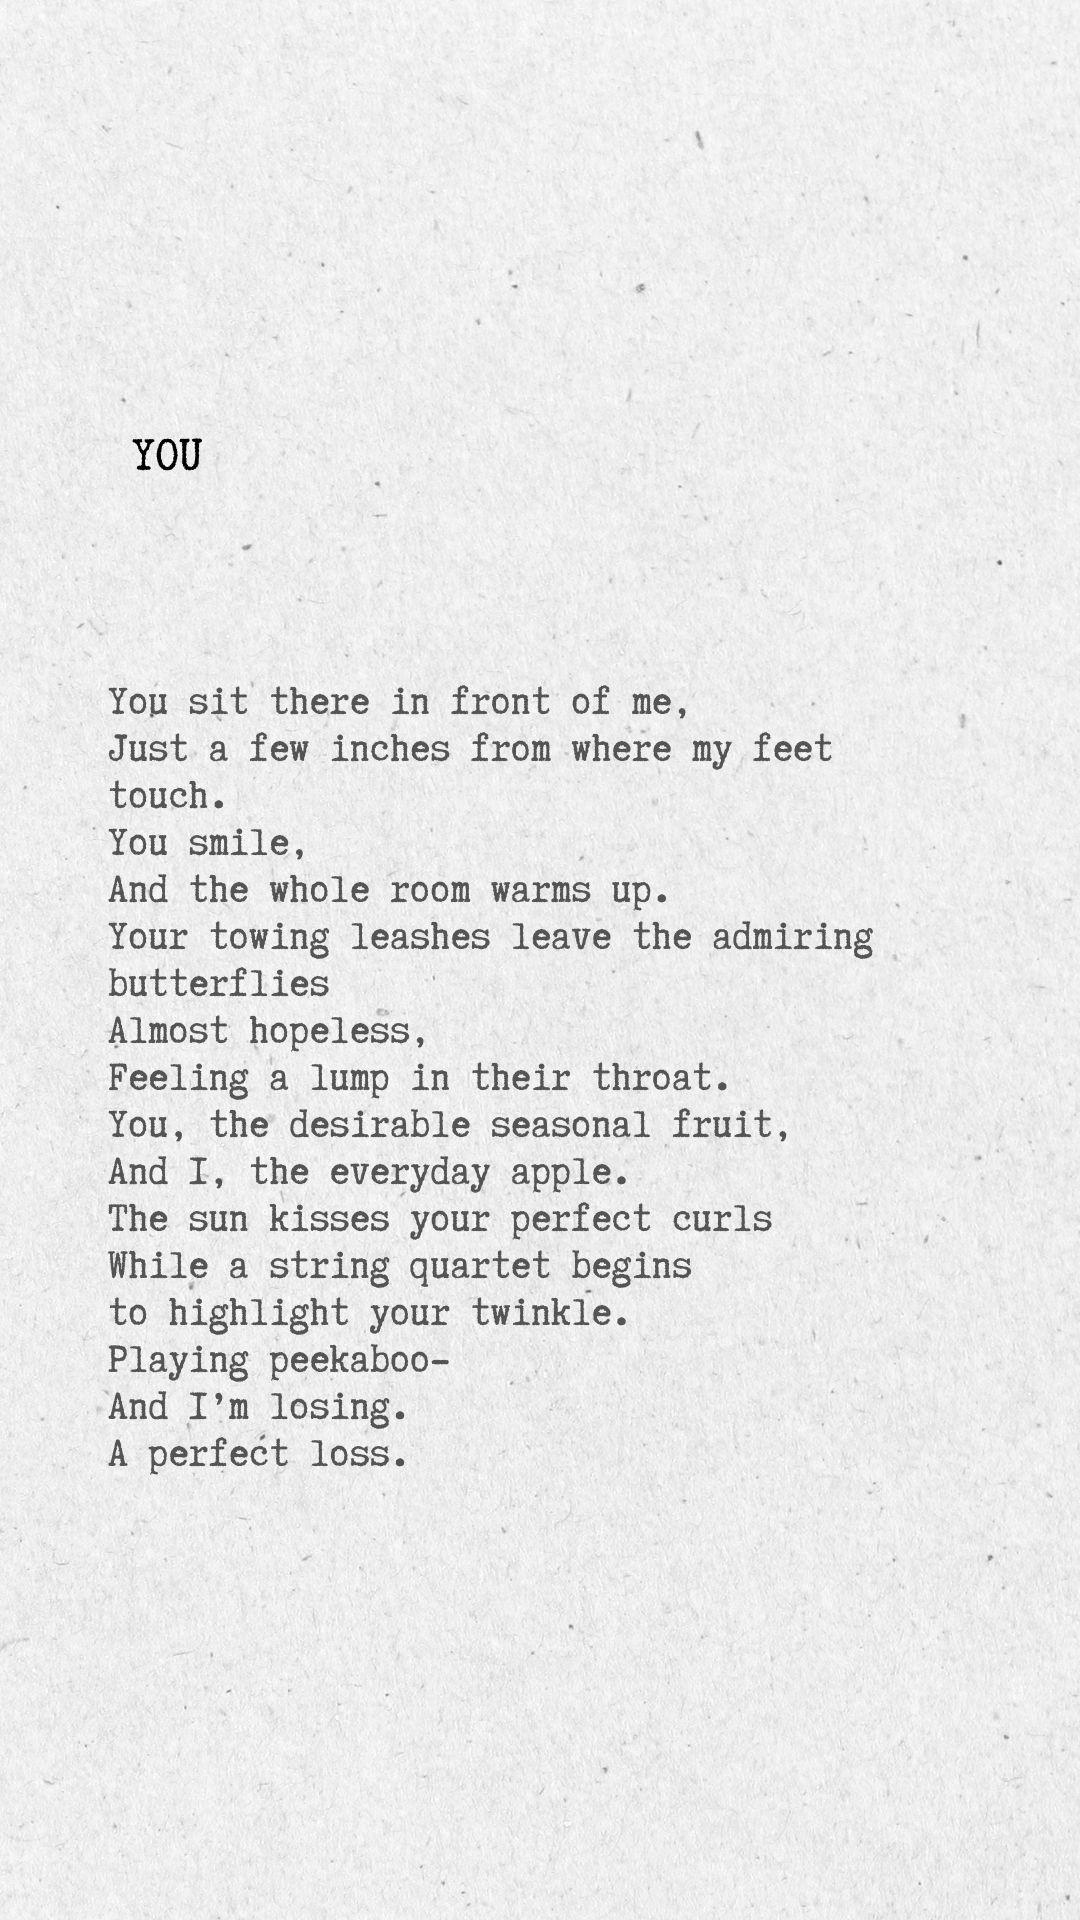 YOU
You sit there in front of me,
Just a few inches from where my feet
touch.
You smile,
And the whole room warms up.
Your towing leashes leave the admiring
butterflies
Almost hopeless,
Feeling a lump in their throat.
You, the desirable seasonal fruit,
And I, the everyday apple.
The sun kisses your perfect curls
While a string quartet begins
to highlight your twinkle.
Playing peekaboo-
And I’m losing.
A perfect loss.